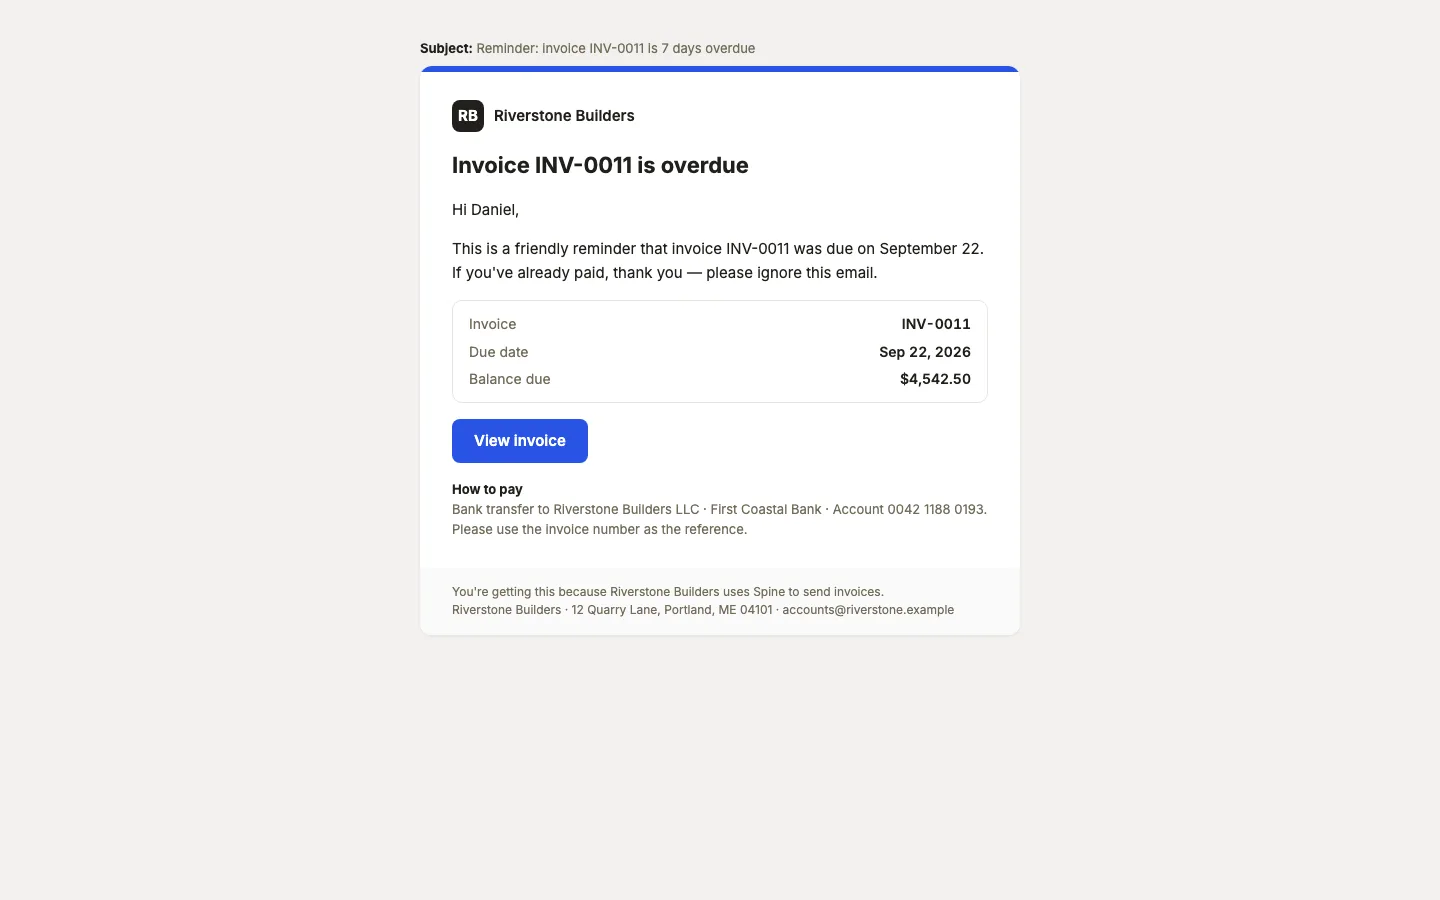 Subject: Reminder: invoice INV-0011 is 7 days overdue
RB Riverstone Builders
Invoice INV-0011 is overdue
Hi Daniel,
This is a friendly reminder that invoice INV-0011 was due on September 22.
If you've already paid, thank you — please ignore this email.
Invoice INV-0011
Due date Sep 22, 2026
Balance due $4,542.50
View invoice
How to pay
Bank transfer to Riverstone Builders LLC · First Coastal Bank · Account 0042 1188 0193.
Please use the invoice number as the reference.
You're getting this because Riverstone Builders uses Spine to send invoices.
Riverstone Builders · 12 Quarry Lane, Portland, ME 04101 · accounts@riverstone.example